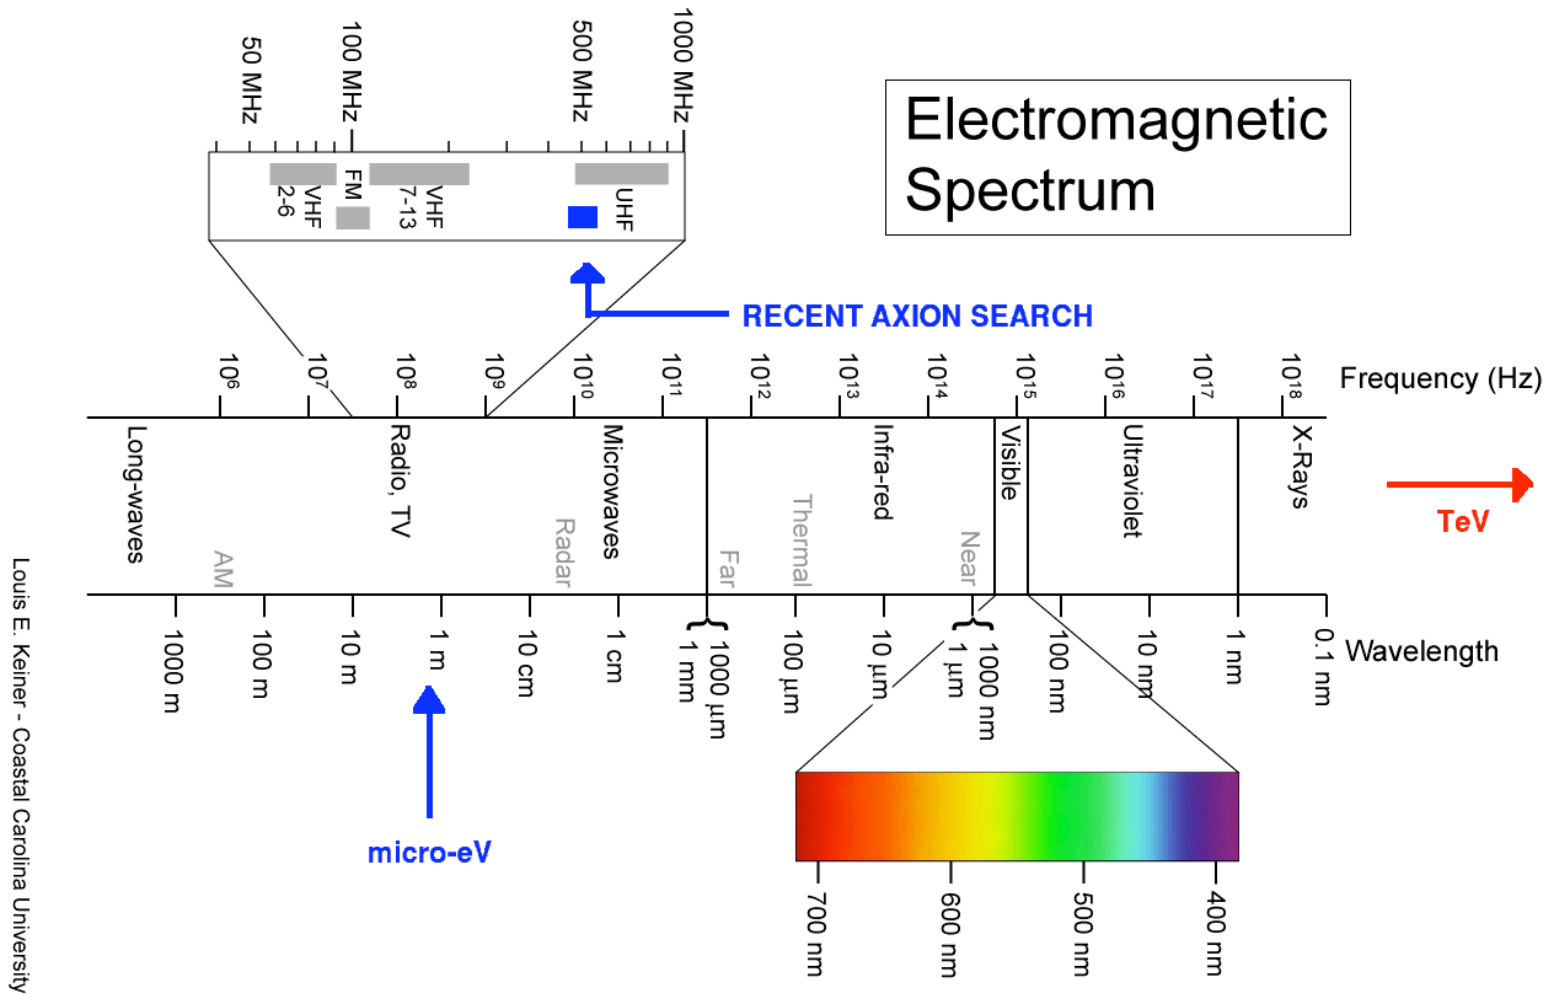 Electromagnetic
Spectrum
50 MHz
100 MHz
500 MHz
1000 MHz
VHF
2-6
FM
VHF
7-13
UHF
RECENT AXION SEARCH
10⁶
10⁷
10⁸
10⁹
10¹⁰
10¹¹
10¹²
10¹³
10¹⁴
10¹⁵
10¹⁶
10¹⁷
10¹⁸
Frequency (Hz)
Long-waves
AM
Radio, TV
Radar
Microwaves
Far
Thermal
Infra-red
Near
Visible
Ultraviolet
X-Rays
TeV
1000 m
100 m
10 m
1 m
10 cm
1 cm
1000 μm
1 mm
100 μm
10 μm
1000 nm
1 μm
100 nm
10 nm
1 nm
0.1 nm
Wavelength
micro-eV
700 nm
600 nm
500 nm
400 nm
Louis E. Keiner - Coastal Carolina University